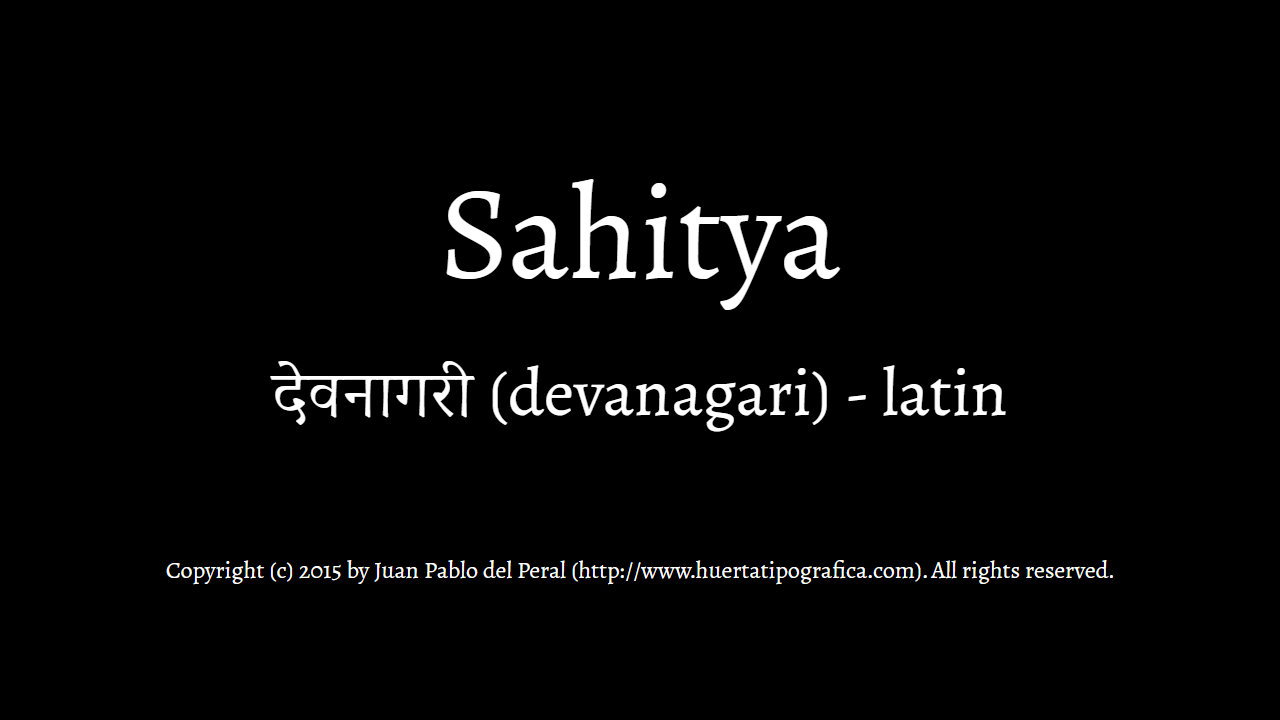 Sahitya
देवनागरी (devanagari) - latin
Copyright (c) 2015 by Juan Pablo del Peral (http://www.huertatipografica.com). All rights reserved.